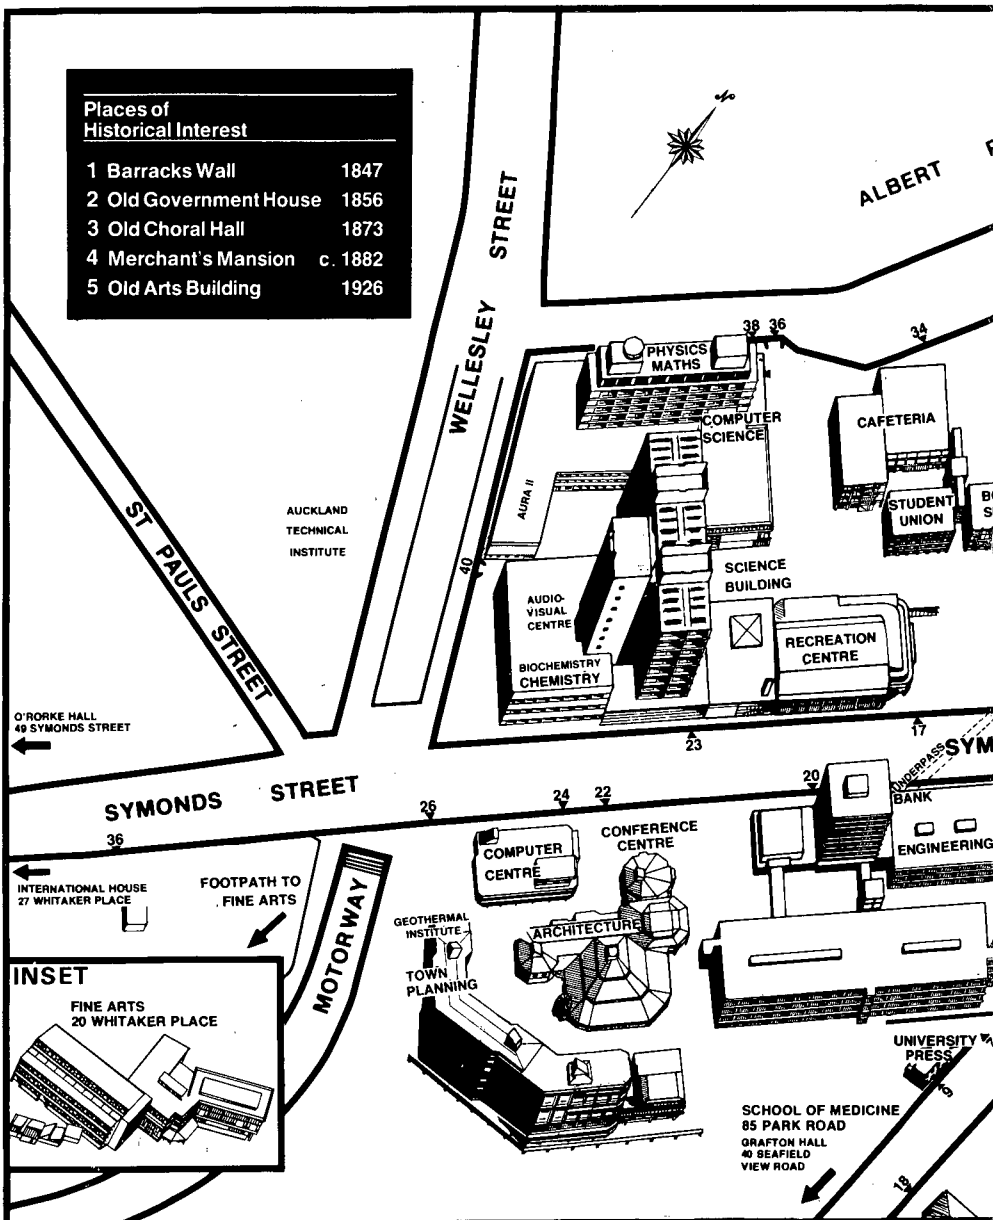 Places of
Historical Interest
1 Barracks Wall 1847
2 Old Government House 1856
3 Old Choral Hall 1873
4 Merchant's Mansion c. 1882
5 Old Arts Building 1926
N
ALBERT
WELLESLEY STREET
38
36
34
PHYSICS
MATHS
COMPUTER
SCIENCE
CAFETERIA
STUDENT
UNION
AURA II
AUCKLAND
TECHNICAL
INSTITUTE
ST PAULS STREET
40
SCIENCE
BUILDING
AUDIO-
VISUAL
CENTRE
RECREATION
CENTRE
BIOCHEMISTRY
CHEMISTRY
O'RORKE HALL
49 SYMONDS STREET
23
17
UNDERPASS
SYM
SYMONDS STREET
36
26
24
22
20
BANK
ENGINEERING
COMPUTER
CENTRE
CONFERENCE
CENTRE
INTERNATIONAL HOUSE
27 WHITAKER PLACE
FOOTPATH TO
FINE ARTS
MOTORWAY
GEOTHERMAL
INSTITUTE
ARCHITECTURE
TOWN
PLANNING
INSET
FINE ARTS
20 WHITAKER PLACE
UNIVERSITY
PRESS
19
SCHOOL OF MEDICINE
85 PARK ROAD
GRAFTON HALL
40 SEAFIELD
VIEW ROAD
18